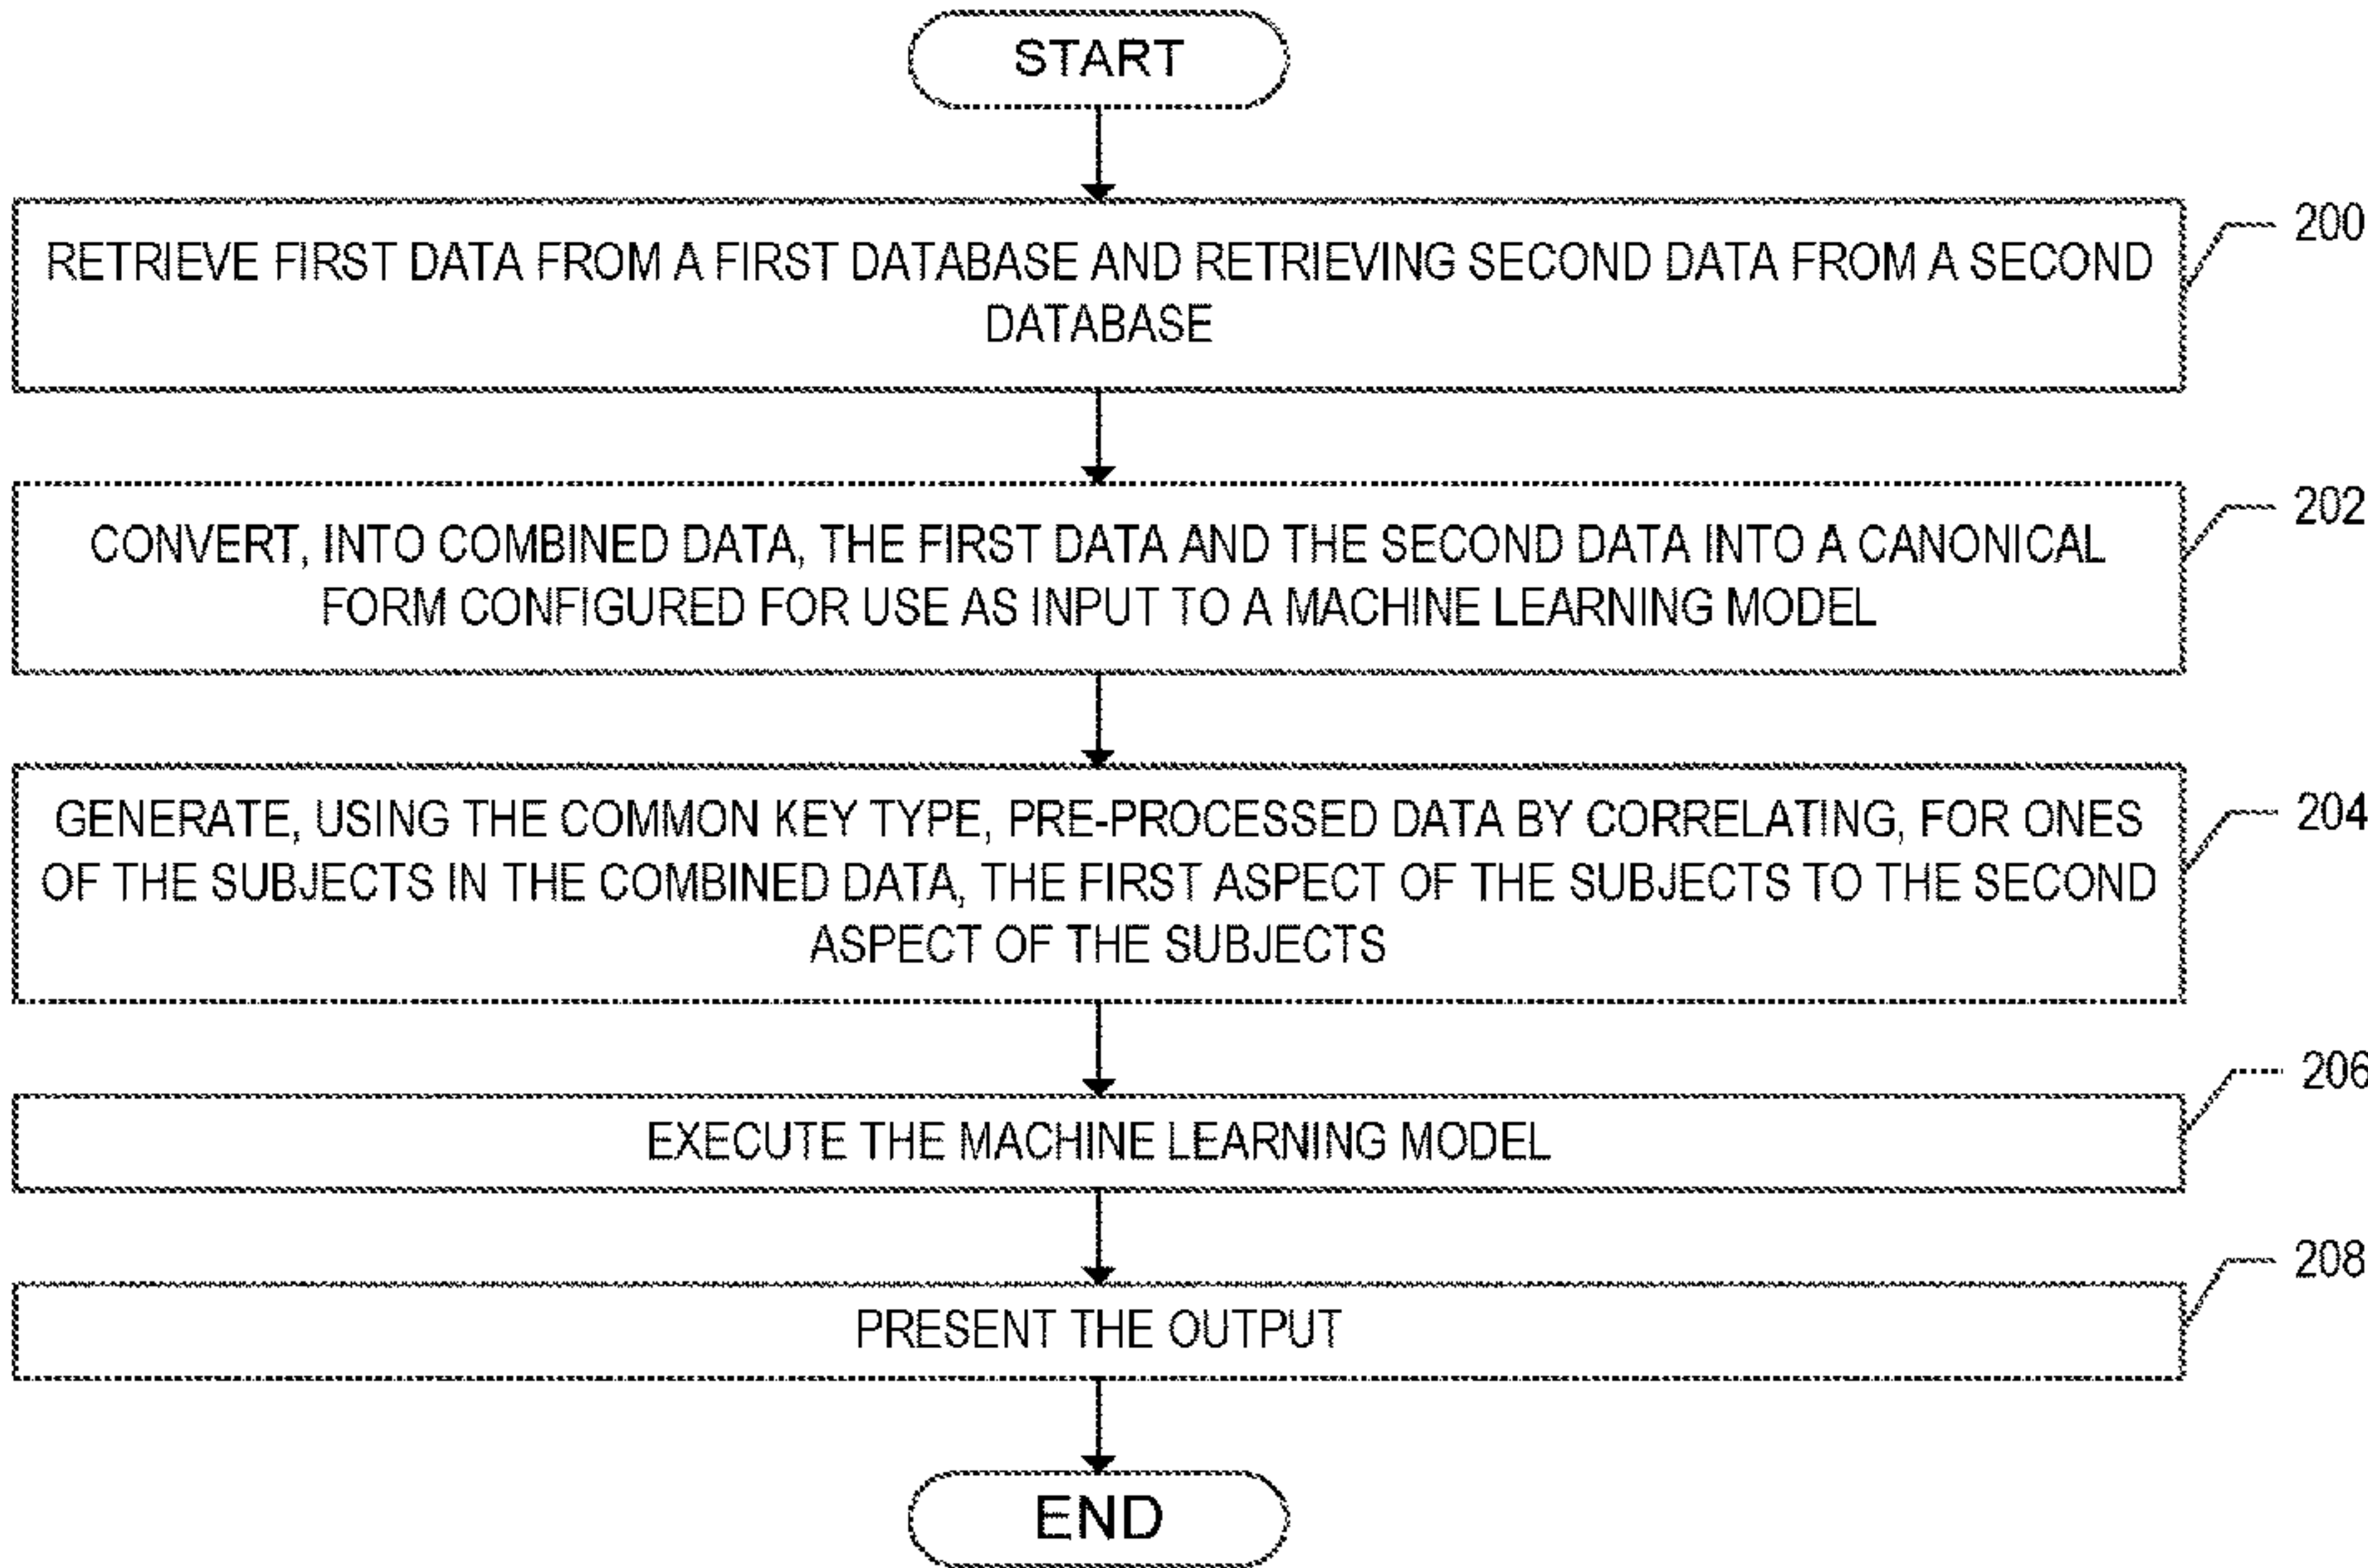 START
RETRIEVE FIRST DATA FROM A FIRST DATABASE AND RETRIEVING SECOND DATA FROM A SECOND
DATABASE
200
CONVERT, INTO COMBINED DATA, THE FIRST DATA AND THE SECOND DATA INTO A CANONICAL
FORM CONFIGURED FOR USE AS INPUT TO A MACHINE LEARNING MODEL
202
GENERATE, USING THE COMMON KEY TYPE, PRE-PROCESSED DATA BY CORRELATING, FOR ONES
OF THE SUBJECTS IN THE COMBINED DATA, THE FIRST ASPECT OF THE SUBJECTS TO THE SECOND
ASPECT OF THE SUBJECTS
204
EXECUTE THE MACHINE LEARNING MODEL
206
PRESENT THE OUTPUT
208
END